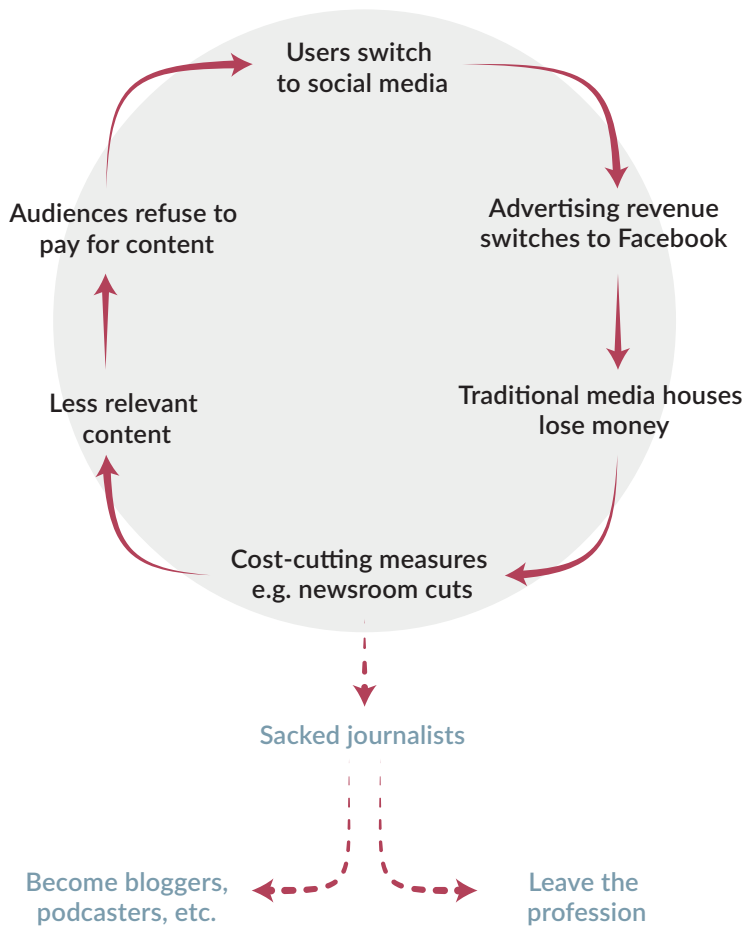 Users switch
to social media
Advertising revenue
switches to Facebook
Traditional media houses
lose money
Cost-cutting measures
e.g. newsroom cuts
Less relevant
content
Audiences refuse to
pay for content
Sacked journalists
Become bloggers,
podcasters, etc.
Leave the
profession